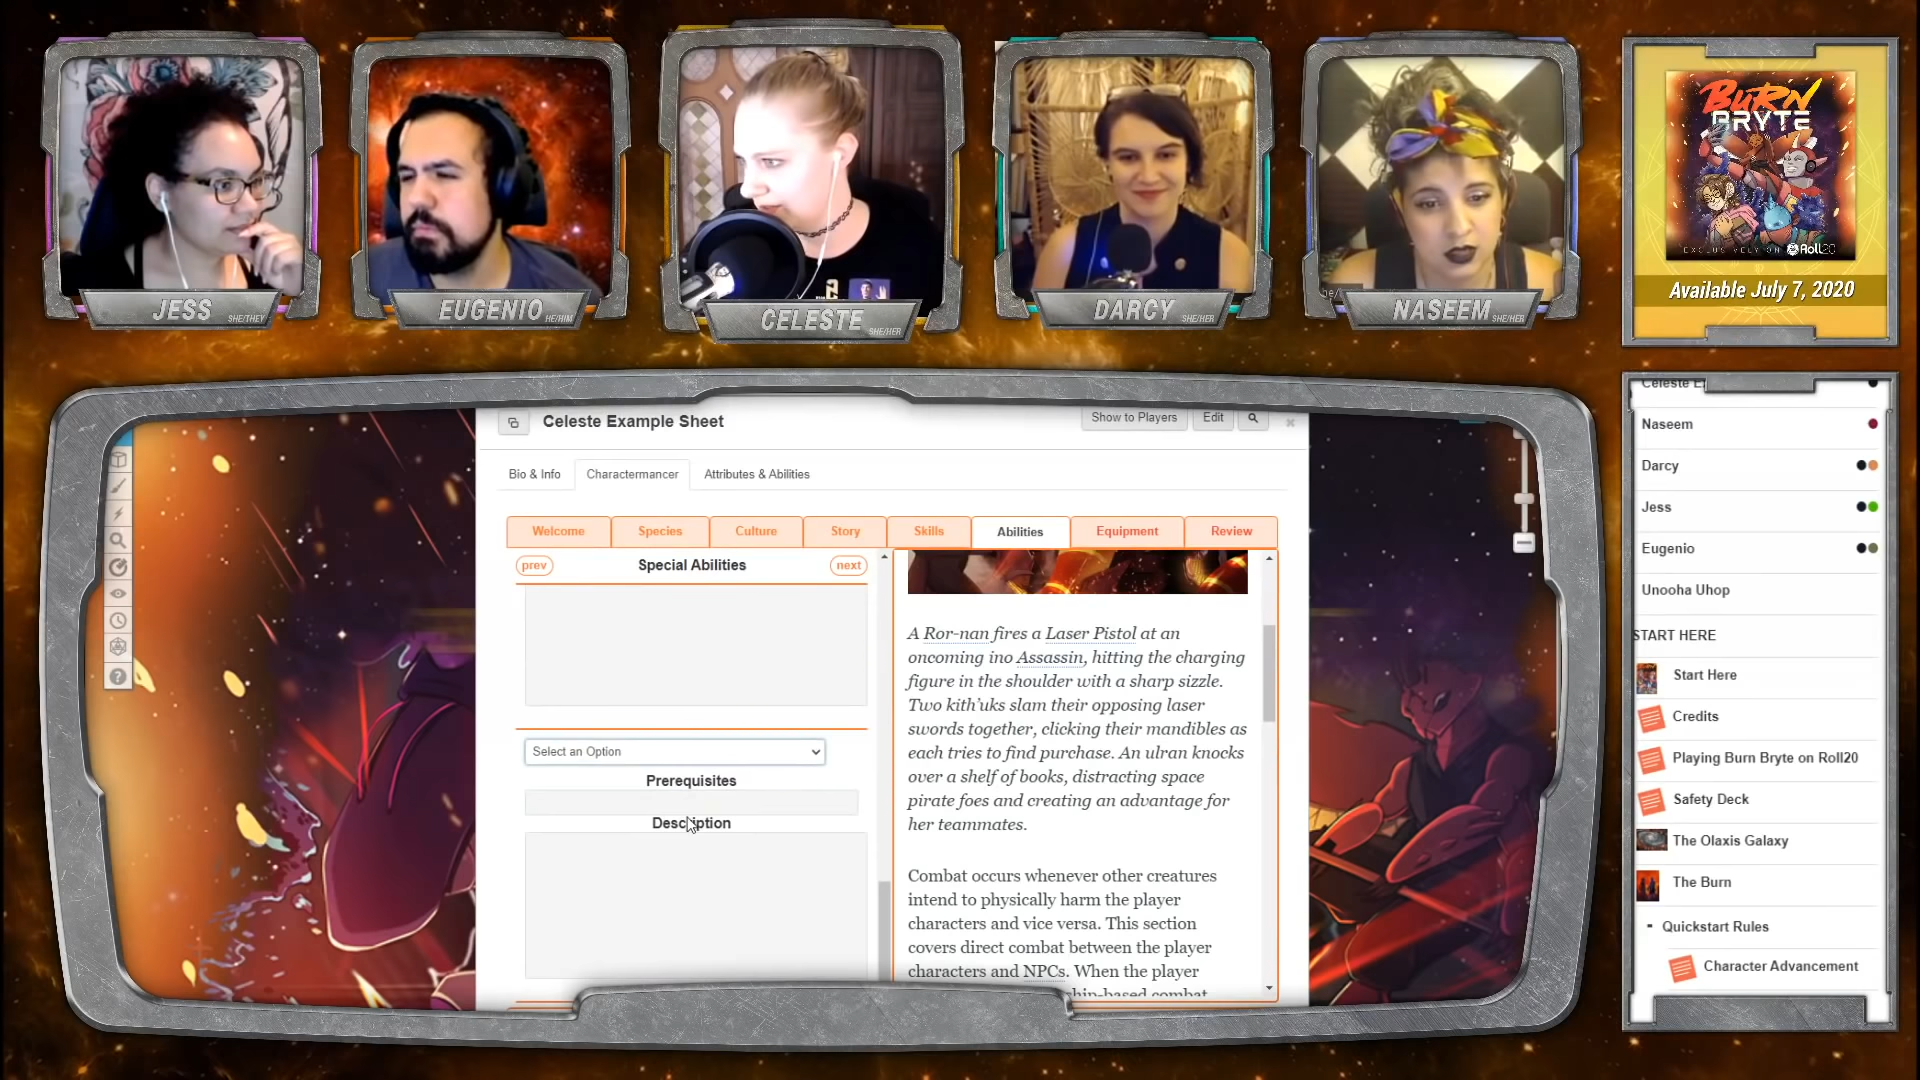 JESS
SHE/THEY
EUGENIO
HE/HIM
CELESTE
SHE/HER
DARCY
SHE/HER
NASEEM
SHE/HER
BURN
BRYTE
EXCLUSIVELY ON Roll20
Available July 7, 2020
Celeste Example Sheet
Show to Players
Edit
Bio & Info
Charactermancer
Attributes & Abilities
Welcome
Species
Culture
Story
Skills
Abilities
Equipment
Review
prev
Special Abilities
next
Select an Option
Prerequisites
Description
A Ror-nan fires a Laser Pistol at an
oncoming ino Assassin, hitting the charging
figure in the shoulder with a sharp sizzle.
Two kith'uks slam their opposing laser
swords together, clicking their mandibles as
each tries to find purchase. An ulran knocks
over a shelf of books, distracting space
pirate foes and creating an advantage for
her teammates.
Combat occurs whenever other creatures
intend to physically harm the player
characters and vice versa. This section
covers direct combat between the player
characters and NPCs. When the player
combat
Celeste
Naseem
Darcy
Jess
Eugenio
Unooha Uhop
START HERE
Start Here
Credits
Playing Burn Bryte on Roll20
Safety Deck
The Olaxis Galaxy
The Burn
Quickstart Rules
Character Advancement